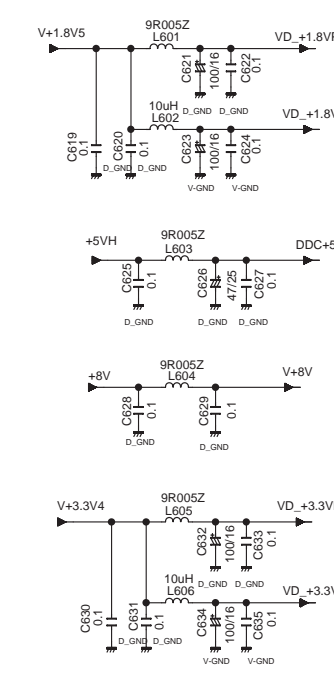 9R005Z
V+1.8V5
L601
VD_+1.8VF
C621
100/16
C622
0.1
D_GND
D_GND
10uH
L602
VD_+1.8V
C619
0.1
C620
0.1
C623
100/16
C624
0.1
D_GND
D_GND
V-GND
V-GND
9R005Z
+5VH
L603
DDC+5
C625
0.1
C626
47/25
C627
0.1
D_GND
D_GND
D_GND
9R005Z
+8V
L604
V+8V
C628
0.1
C629
0.1
D_GND
D_GND
9R005Z
V+3.3V4
L605
VD_+3.3V
C632
100/16
C633
0.1
D_GND
D_GND
10uH
L606
VD_+3.3V
C630
0.1
C631
0.1
C634
100/16
C635
0.1
D_GND
D_GND
V-GND
V-GND